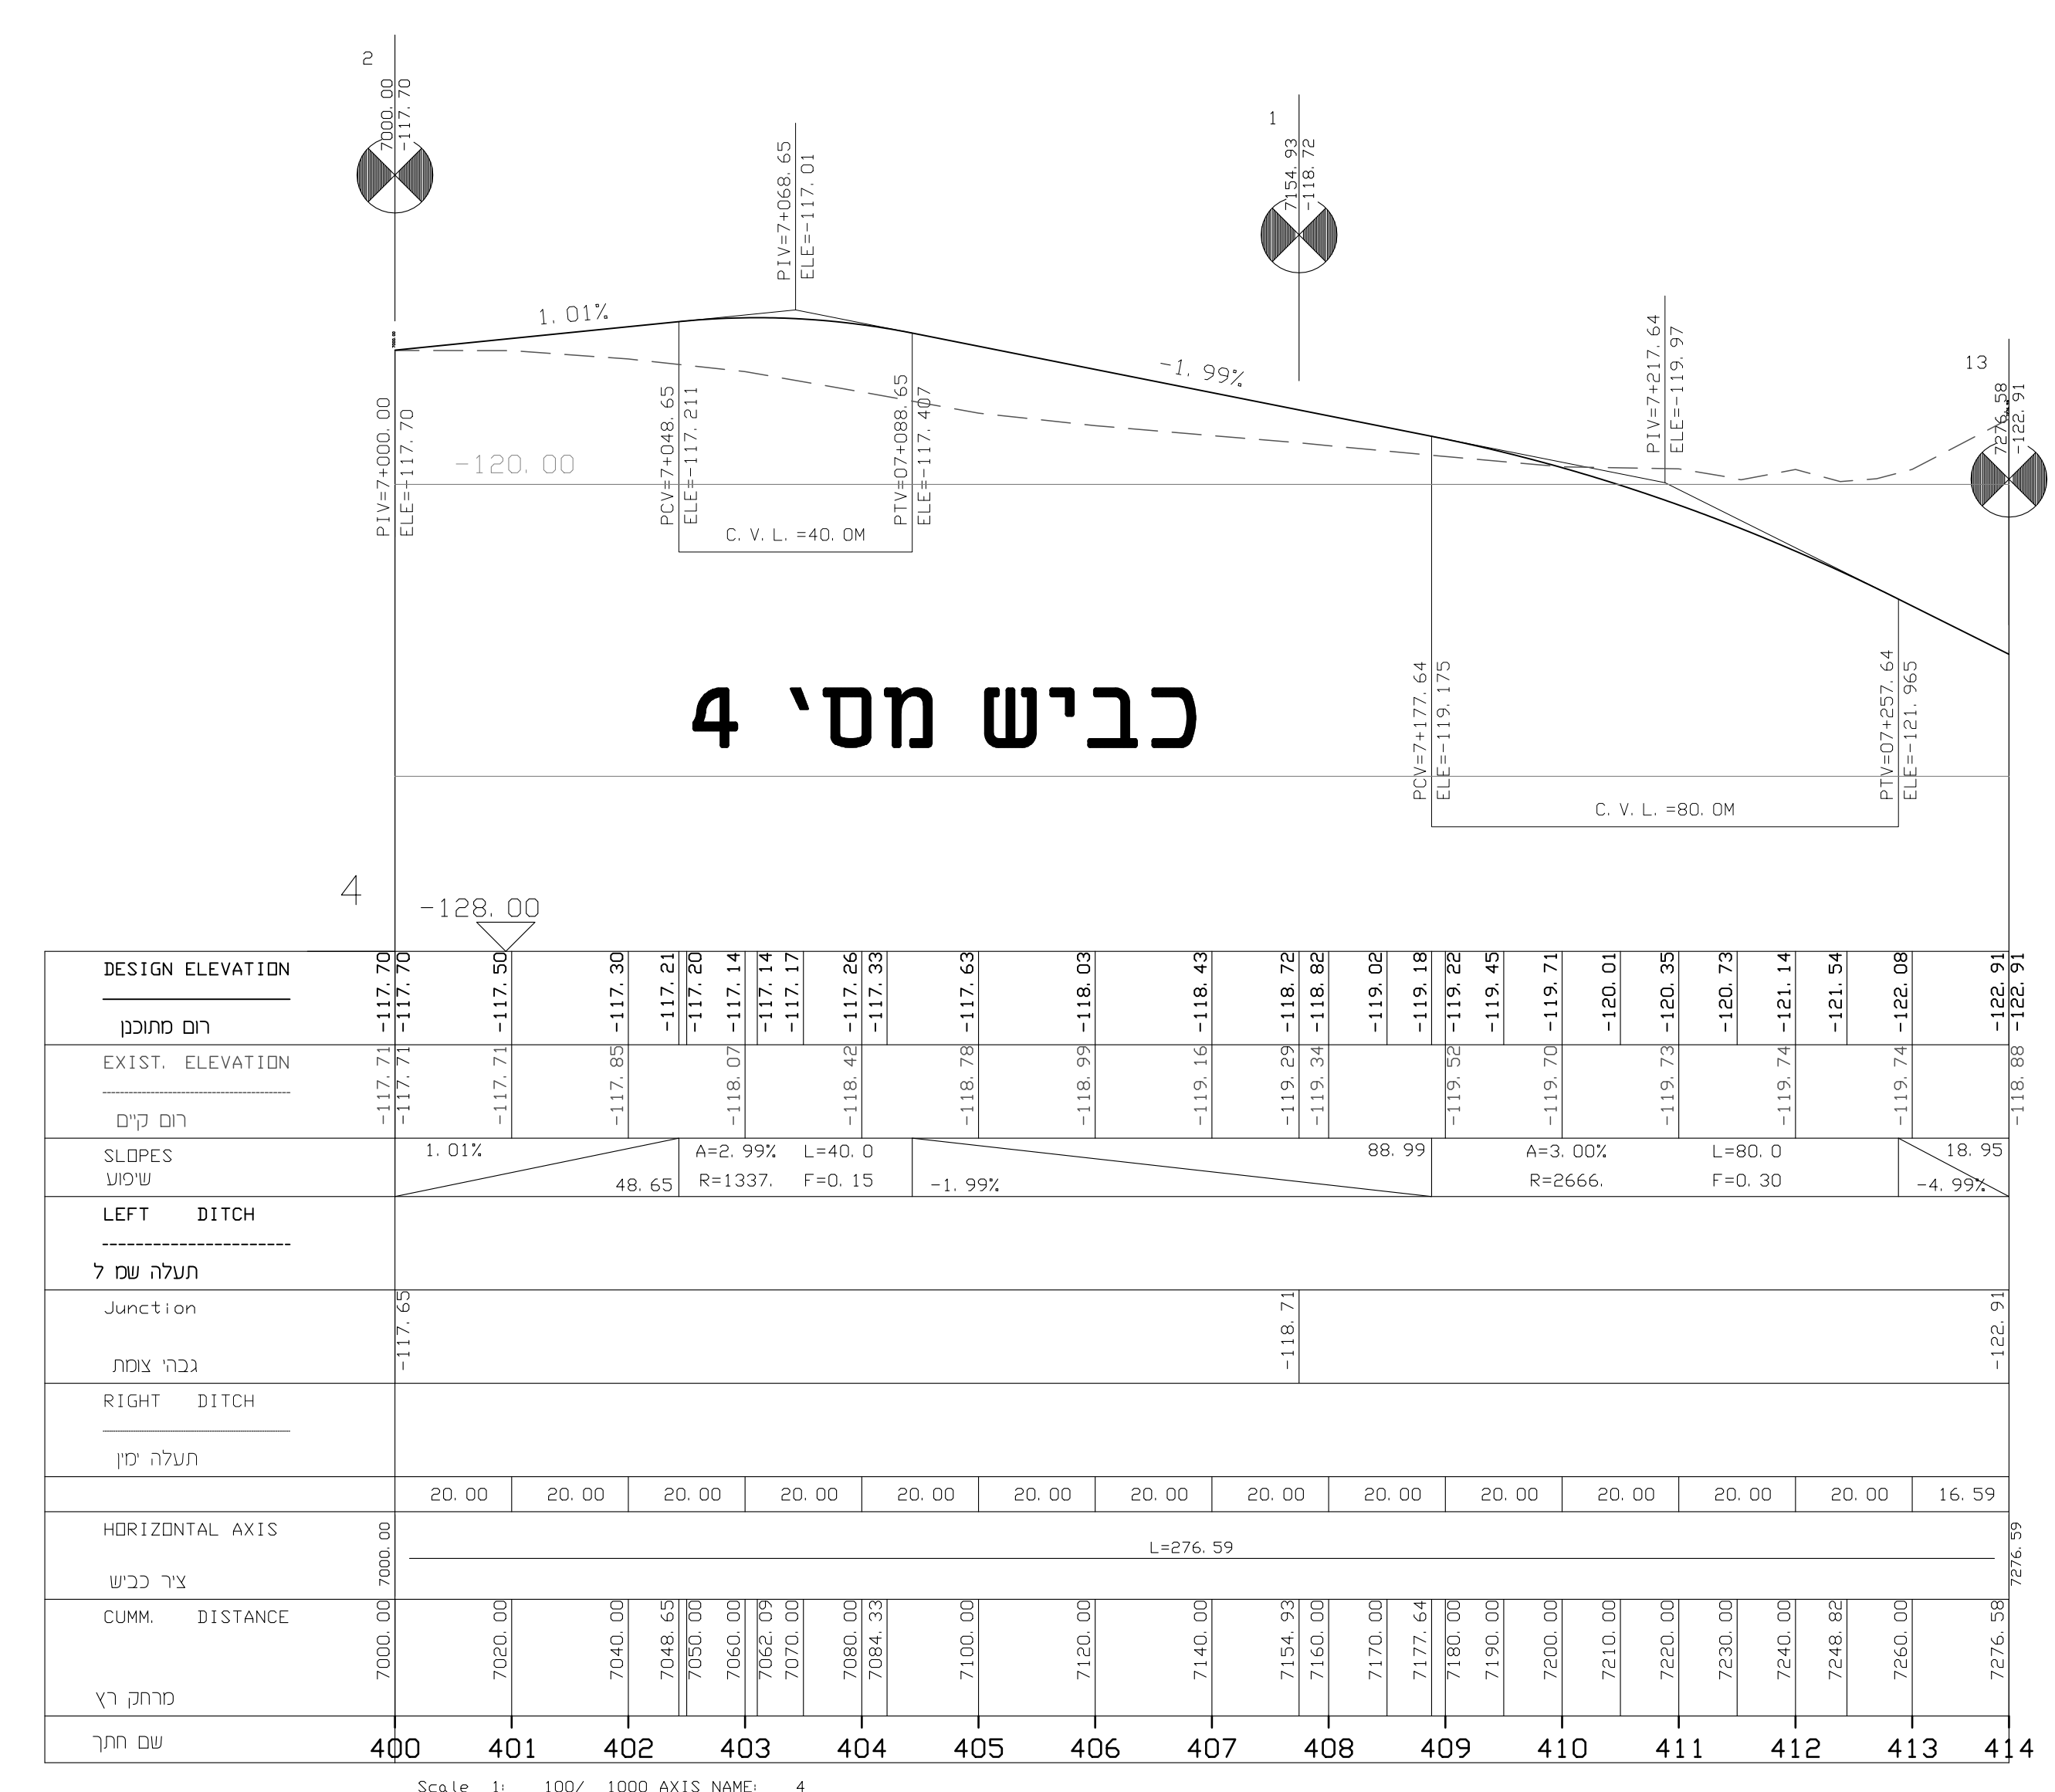 2
7000.00
-117.70
1
7154.93
-118.72
PIV=7+068.65
ELE=-117.01
1.01%
7000.00
-1.99%
PIV=7+217.64
ELE=-119.97
13
7276.58
-122.91
PIV=7+000.00
ELE=-117.70
-120.00
PCV=7+048.65
ELE=-117.211
PTV=07+088.65
ELE=-117.407
C.V.L.=40.0M
כביש מס' 4
PCV=7+177.64
ELE=-119.175
PTV=07+257.64
ELE=-121.965
C.V.L.=80.0M
4
-128.00
DESIGN ELEVATION
רום מתוכנן
-117.70 -117.70 -117.50 -117.30 -117.21 -117.20 -117.14 -117.14 -117.17 -117.26 -117.33 -117.63 -118.03 -118.43 -118.72 -118.82 -119.02 -119.18 -119.22 -119.45 -119.71 -120.01 -120.35 -120.73 -121.14 -121.54 -122.08 -122.91 -122.91
EXIST. ELEVATION
רום קיים
-117.71 -117.71 -117.71 -117.85 -118.07 -118.42 -118.78 -118.99 -119.16 -119.29 -119.34 -119.52 -119.70 -119.73 -119.74 -119.74 -118.88
SLOPES
שיפוע
1.01% 48.65
A=2.99% L=40.0
R=1337. F=0.15
-1.99% 88.99
A=3.00% L=80.0
R=2666. F=0.30
18.95
-4.99%
LEFT DITCH
תעלה שמ ל
Junction
גבהי צומת
-117.65 -118.71 -122.91
RIGHT DITCH
תעלה ימין
20.00 20.00 20.00 20.00 20.00 20.00 20.00 20.00 20.00 20.00 20.00 20.00 20.00 16.59
HORIZONTAL AXIS
ציר כביש
7000.00 L=276.59 7276.59
CUMM. DISTANCE
מרחק רץ
7000.00 7020.00 7040.00 7048.65 7050.00 7060.00 7062.09 7070.00 7080.00 7084.33 7100.00 7120.00 7140.00 7154.93 7160.00 7170.00 7177.64 7180.00 7190.00 7200.00 7210.00 7220.00 7230.00 7240.00 7248.82 7260.00 7276.58
שם חתך
400 401 402 403 404 405 406 407 408 409 410 411 412 413 414
Scale 1: 100/ 1000 AXIS NAME: 4